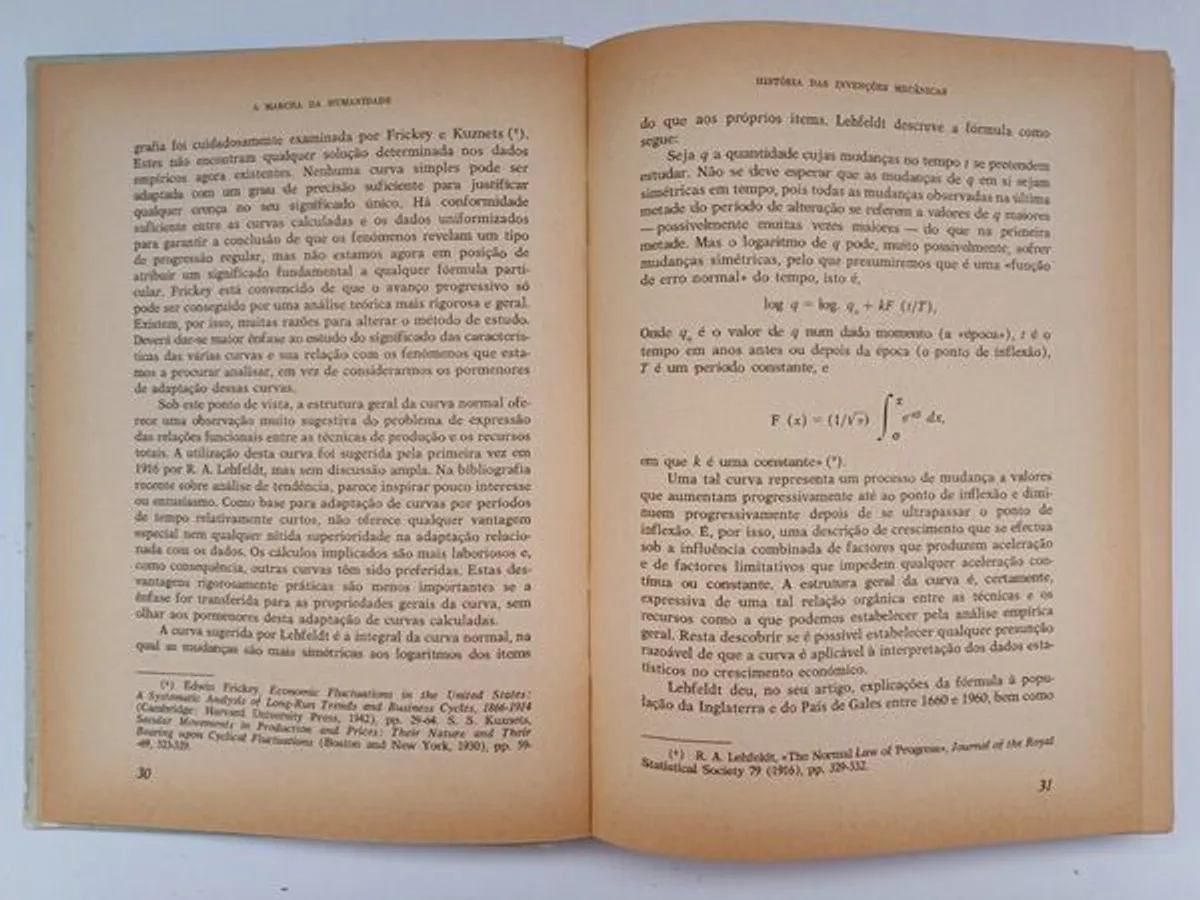 A MARCHA DA HUMANIDADE
grafia foi cuidadosamente examinada por Frickey e Kuznets (*).
Estes não encontram qualquer solução determinada nos dados
empíricos agora existentes. Nenhuma curva simples pode ser
adaptada com um grau de precisão suficiente para justificar
qualquer crença no seu significado único. Há conformidade
suficiente entre as curvas calculadas e os dados uniformizados
para garantir a conclusão de que os fenómenos revelam um tipo
de progressão regular, mas não estamos agora em posição de
atribuir um significado fundamental a qualquer fórmula parti-
cular. Frickey está convencido de que o avanço progressivo só
pode ser conseguido por uma análise teórica mais rigorosa e geral.
Existem, por isso, muitas razões para alterar o método de estudo.
Deverá dar-se maior ênfase ao estudo do significado das caracterís-
ticas das várias curvas e sua relação com os fenómenos que esta-
mos a procurar analisar, em vez de considerarmos os pormenores
de adaptação dessas curvas.
Sob este ponto de vista, a estrutura geral da curva normal ofe-
rece uma observação muito sugestiva do problema de expressão
das relações funcionais entre as técnicas de produção e os recursos
totais. A utilização desta curva foi sugerida pela primeira vez em
1916 por R. A. Lehfeldt, mas sem discussão ampla. Na bibliografia
recente sobre análise de tendência, parece inspirar pouco interesse
ou entusiasmo. Como base para adaptação de curvas por períodos
de tempo relativamente curtos, não oferece qualquer vantagem
especial nem qualquer nítida superioridade na adaptação relacio-
nada com os dados. Os cálculos implicados são mais laboriosos e,
como consequência, outras curvas têm sido preferidas. Estas des-
vantagens rigorosamente práticas são menos importantes se a
ênfase for transferida para as propriedades gerais da curva, sem
olhar aos pormenores desta adaptação de curvas calculadas.
A curva sugerida por Lehfeldt é a integral da curva normal, na
qual as mudanças são mais simétricas aos logaritmos dos items
(*) Edwin Frickey, Economic Fluctuations in the United States:
A Systematic Analysis of Long-Run Trends and Business Cycles, 1866-1914
(Cambridge: Harvard University Press, 1942), pp. 29-64. S. S. Kuznets,
Secular Movements in Production and Prices: Their Nature and Their
Bearing upon Cyclical Fluctuations (Boston and New York, 1930), pp. 59-
-69, 323-329.
30
HISTÓRIA DAS INVENÇÕES MECÂNICAS
do que aos próprios items. Lehfeldt descreve a fórmula como
segue:
Seja q a quantidade cujas mudanças no tempo t se pretendem
estudar. Não se deve esperar que as mudanças de q em si sejam
simétricas em tempo, pois todas as mudanças observadas na última
metade do período de alteração se referem a valores de q maiores
— possivelmente muitas vezes maiores — do que na primeira
metade. Mas o logaritmo de q pode, muito possivelmente, sofrer
mudanças simétricas, pelo que presumiremos que é uma «função
de erro normal» do tempo, isto é,
log q = log. qₒ + kF (t/T),
Onde qₒ é o valor de q num dado momento (a «época»), t é o
tempo em anos antes ou depois da época (o ponto de inflexão),
T é um período constante, e
F (x) = (1/√π) ∫₀ˣ e⁻ˣ² dx,
em que k é uma constante» (*).
Uma tal curva representa um processo de mudança a valores
que aumentam progressivamente até ao ponto de inflexão e dimi-
nuem progressivamente depois de se ultrapassar o ponto de
inflexão. É, por isso, uma descrição de crescimento que se efectua
sob a influência combinada de factores que produzem aceleração
e de factores limitativos que impedem qualquer aceleração con-
tínua ou constante. A estrutura geral da curva é, certamente,
expressiva de uma tal relação orgânica entre as técnicas e os
recursos como a que podemos estabelecer pela análise empírica
geral. Resta descobrir se é possível estabelecer qualquer presunção
razoável de que a curva é aplicável à interpretação dos dados esta-
tísticos no crescimento económico.
Lehfeldt deu, no seu artigo, explicações da fórmula à popu-
lação da Inglaterra e do País de Gales entre 1660 e 1960, bem como
(*) R. A. Lehfeldt, «The Normal Law of Progress», Journal of the Royal
Statistical Society 79 (1916), pp. 329-332.
31